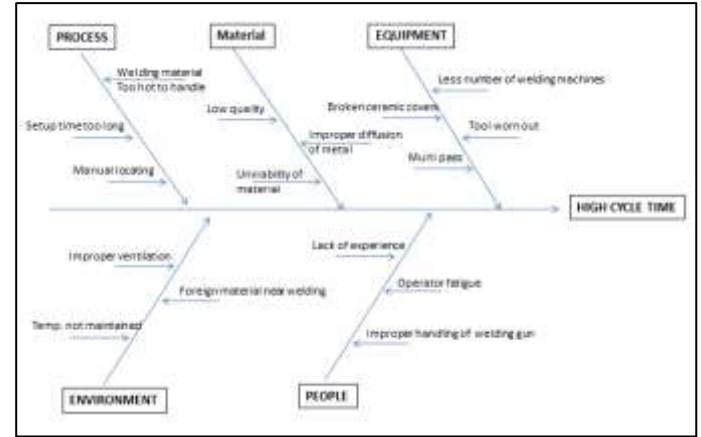 PROCESS
Material
EQUIPMENT
Welding material
Too hot to handle
Setup time too long
Manual locating
Low quality
Improper diffusion
of metal
Unviability of
material
Less number of welding machines
Broken ceramic covers
Tool worn out
Multi pass
HIGH CYCLE TIME
Improper ventilation
Foreign material near welding
Temp. not maintained
Lack of experience
Operator fatigue
Improper handling of welding gun
ENVIRONMENT
PEOPLE